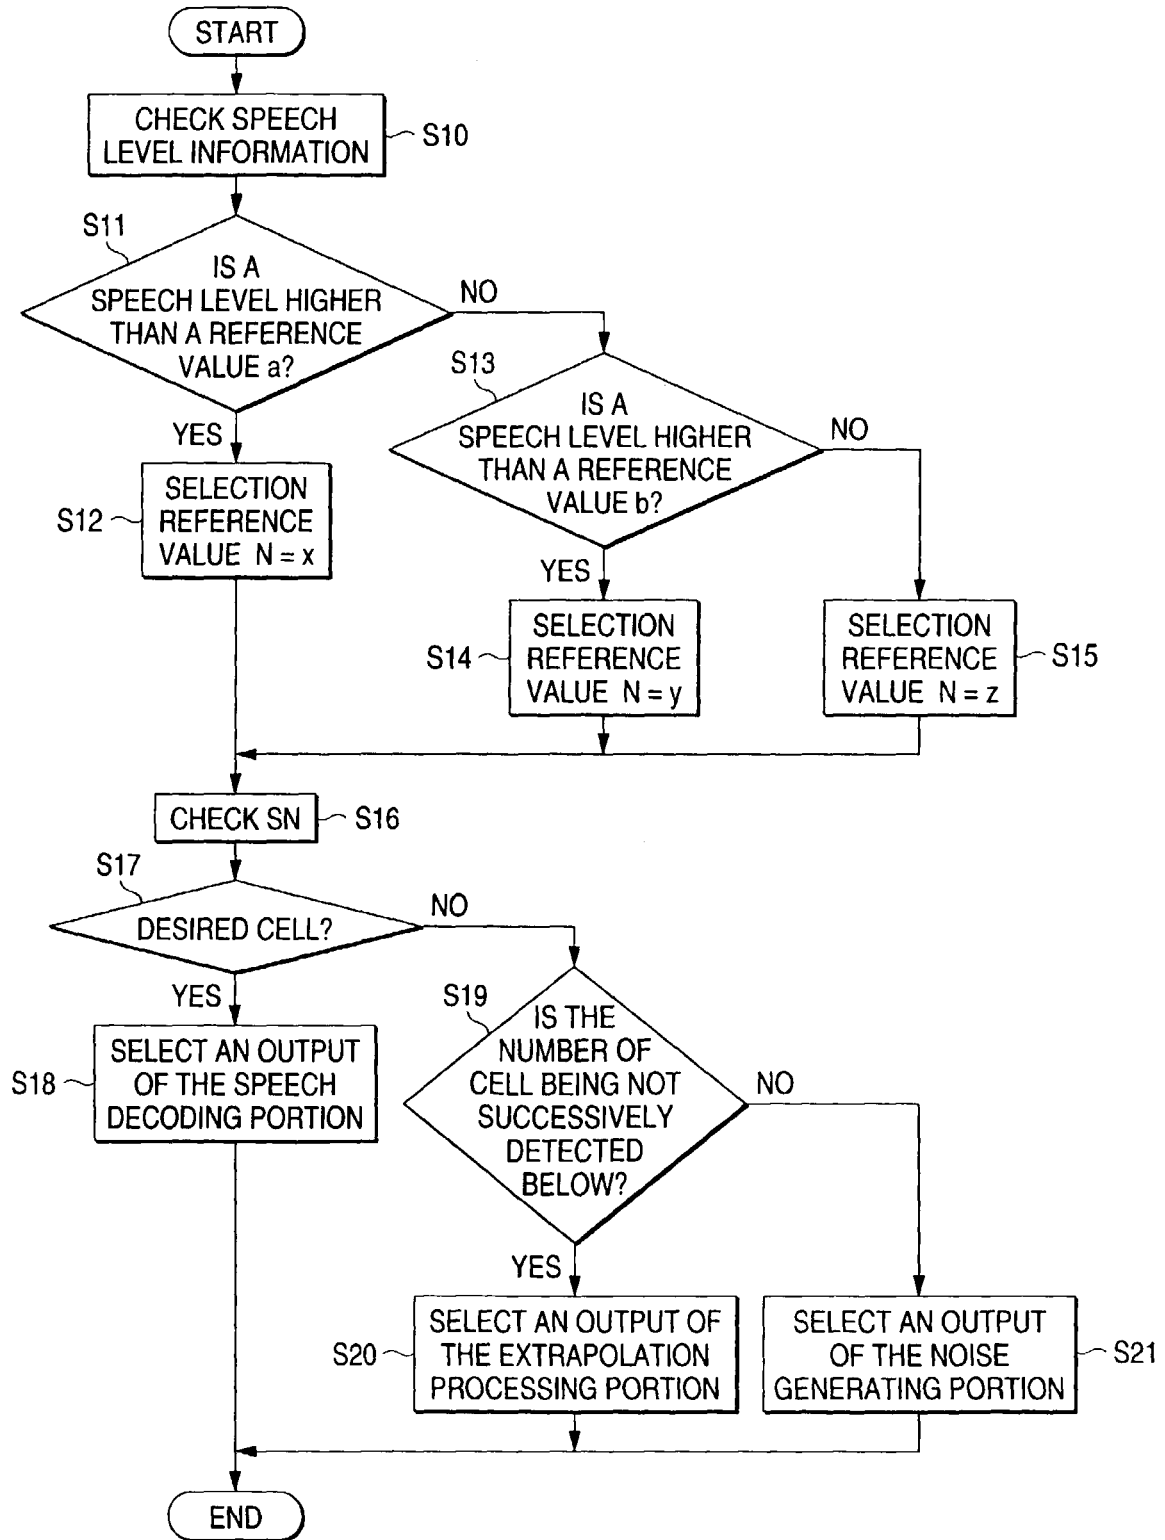 START
CHECK SPEECH
LEVEL INFORMATION
S10
S11
IS A
SPEECH LEVEL HIGHER
THAN A REFERENCE
VALUE a?
NO
YES
S13
IS A
SPEECH LEVEL HIGHER
THAN A REFERENCE
VALUE b?
NO
YES
S12
SELECTION
REFERENCE
VALUE N = x
S14
SELECTION
REFERENCE
VALUE N = y
SELECTION
REFERENCE
VALUE N = z
S15
CHECK SN
S16
S17
DESIRED CELL?
NO
YES
S18
SELECT AN OUTPUT
OF THE SPEECH
DECODING PORTION
S19
IS THE
NUMBER OF
CELL BEING NOT
SUCCESSIVELY
DETECTED
BELOW?
NO
YES
S20
SELECT AN OUTPUT OF
THE EXTRAPOLATION
PROCESSING PORTION
SELECT AN OUTPUT
OF THE NOISE
GENERATING PORTION
S21
END